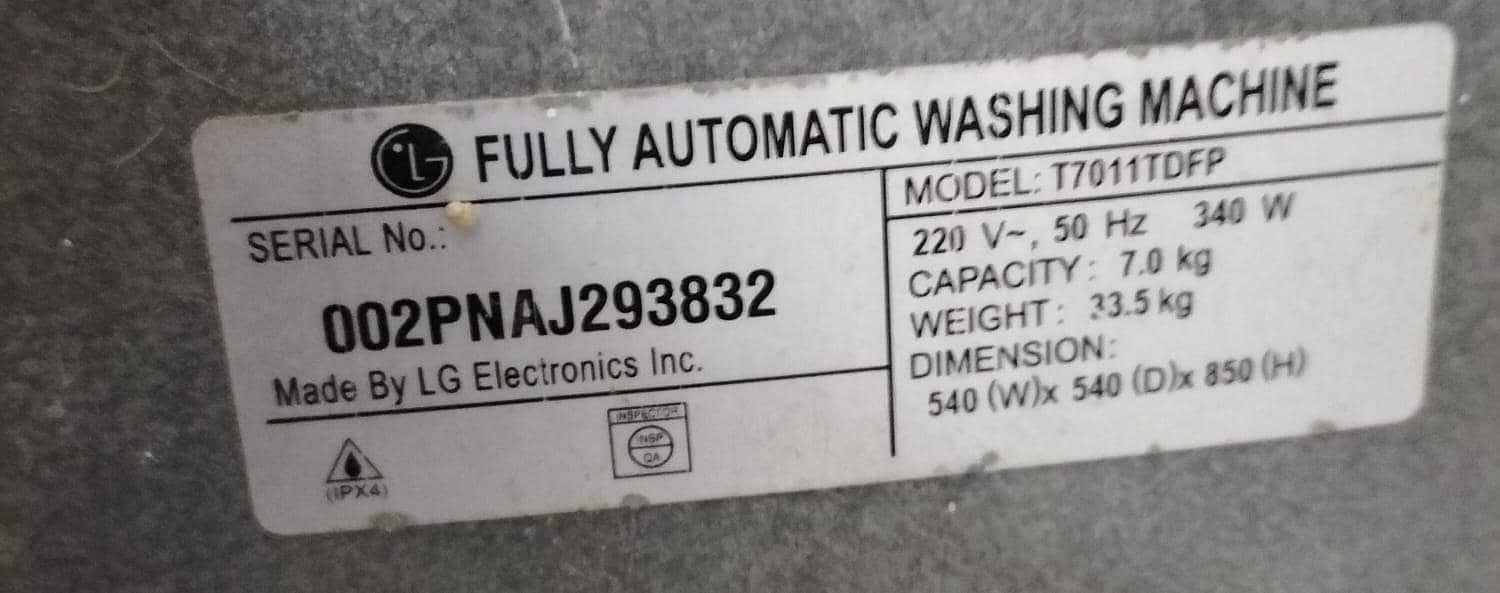 LG FULLY AUTOMATIC WASHING MACHINE
SERIAL No.:
002PNAJ293832
Made By LG Electronics Inc.
(IPX4)
INSPECTOR
INSP
QA
MODEL: T7011TDFP
220 V~, 50 Hz 340 W
CAPACITY: 7.0 kg
WEIGHT: 33.5 kg
DIMENSION:
540 (W)x 540 (D)x 850 (H)